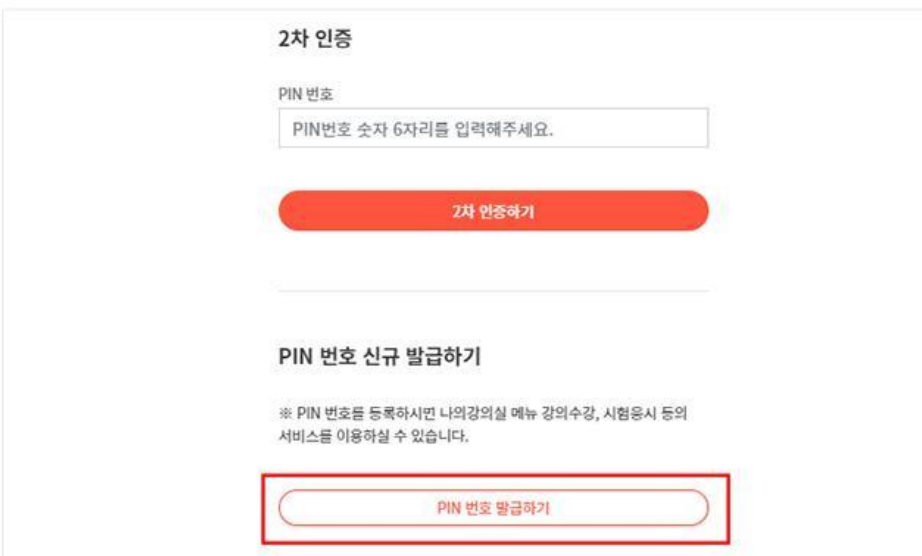 2차 인증
PIN 번호
PIN번호 숫자 6자리를 입력해주세요.
2차 인증하기
PIN 번호 신규 발급하기
※ PIN 번호를 등록하시면 나의강의실 메뉴 강의수강, 시험응시 등의
서비스를 이용하실 수 있습니다.
PIN 번호 발급하기